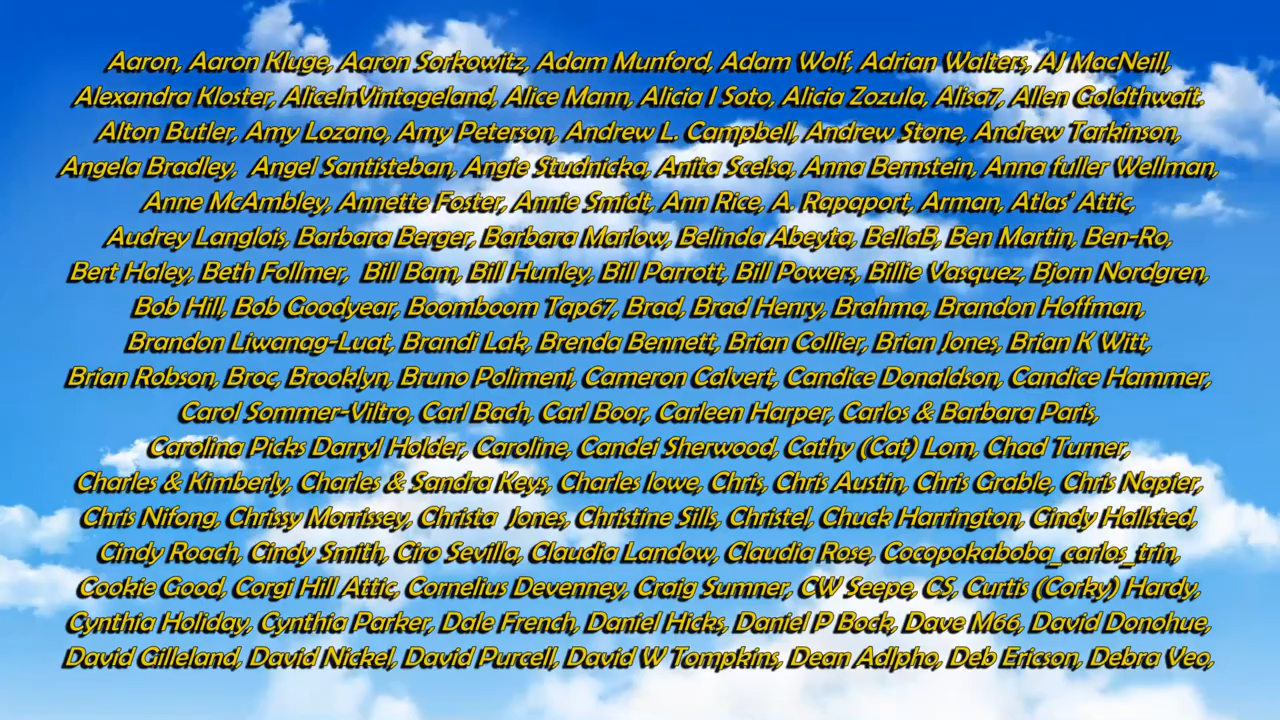 Aaron, Aaron Kluge, Aaron Sorkowitz, Adam Munford, Adam Wolf, Adrian Walters, AJ MacNeill,
Alexandra Kloster, AliceInVintageland, Alice Mann, Alicia I Soto, Alicia Zozula, Alisa7, Allen Goldthwait.
Alton Butler, Amy Lozano, Amy Peterson, Andrew L. Campbell, Andrew Stone, Andrew Tarkinson,
Angela Bradley, Angel Santisteban, Angie Studnicka, Anita Scelsa, Anna Bernstein, Anna fuller Wellman,
Anne McAmbley, Annette Foster, Annie Smidt, Ann Rice, A. Rapaport, Arman, Atlas' Attic,
Audrey Langlois, Barbara Berger, Barbara Marlow, Belinda Abeyta, BellaB, Ben Martin, Ben-Ro,
Bert Haley, Beth Follmer, Bill Bam, Bill Hunley, Bill Parrott, Bill Powers, Billie Vasquez, Bjorn Nordgren,
Bob Hill, Bob Goodyear, Boomboom Tap67, Brad, Brad Henry, Brahma, Brandon Hoffman,
Brandon Liwanag-Luat, Brandi Lak, Brenda Bennett, Brian Collier, Brian Jones, Brian K Witt,
Brian Robson, Broc, Brooklyn, Bruno Polimeni, Cameron Calvert, Candice Donaldson, Candice Hammer,
Carol Sommer-Viltro, Carl Bach, Carl Boor, Carleen Harper, Carlos & Barbara Paris,
Carolina Picks Darryl Holder, Caroline, Candei Sherwood, Cathy (Cat) Lom, Chad Turner,
Charles & Kimberly, Charles & Sandra Keys, Charles lowe, Chris, Chris Austin, Chris Grable, Chris Napier,
Chris Nifong, Chrissy Morrissey, Christa Jones, Christine Sills, Christel, Chuck Harrington, Cindy Hallsted,
Cindy Roach, Cindy Smith, Ciro Sevilla, Claudia Landow, Claudia Rose, Cocopokaboba_carlos_trin,
Cookie Good, Corgi Hill Attic, Cornelius Devenney, Craig Sumner, CW Seepe, CS, Curtis (Corky) Hardy,
Cynthia Holiday, Cynthia Parker, Dale French, Daniel Hicks, Daniel P Bock, Dave M66, David Donohue,
David Gilleland, David Nickel, David Purcell, David W Tompkins, Dean Adlpho, Deb Ericson, Debra Veo,